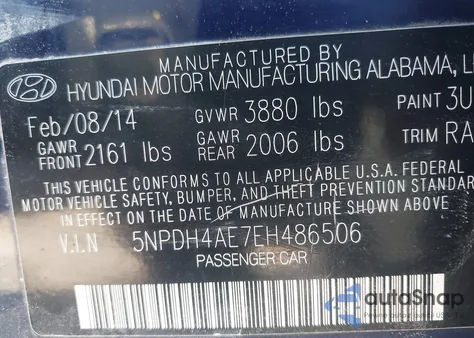 MANUFACTURED BY
HYUNDAI MOTOR MANUFACTURING ALABAMA, L
Feb/08/14 GVWR 3880 lbs PAINT 3U
GAWR FRONT 2161 lbs GAWR REAR 2006 lbs TRIM RA
THIS VEHICLE CONFORMS TO ALL APPLICABLE U.S.A. FEDERAL
MOTOR VEHICLE SAFETY, BUMPER, AND THEFT PREVENTION STANDAR
IN EFFECT ON THE DATE OF MANUFACTURE SHOWN ABOVE
V.I.N 5NPDH4AE7EH486506
PASSENGER CAR
autoSnap